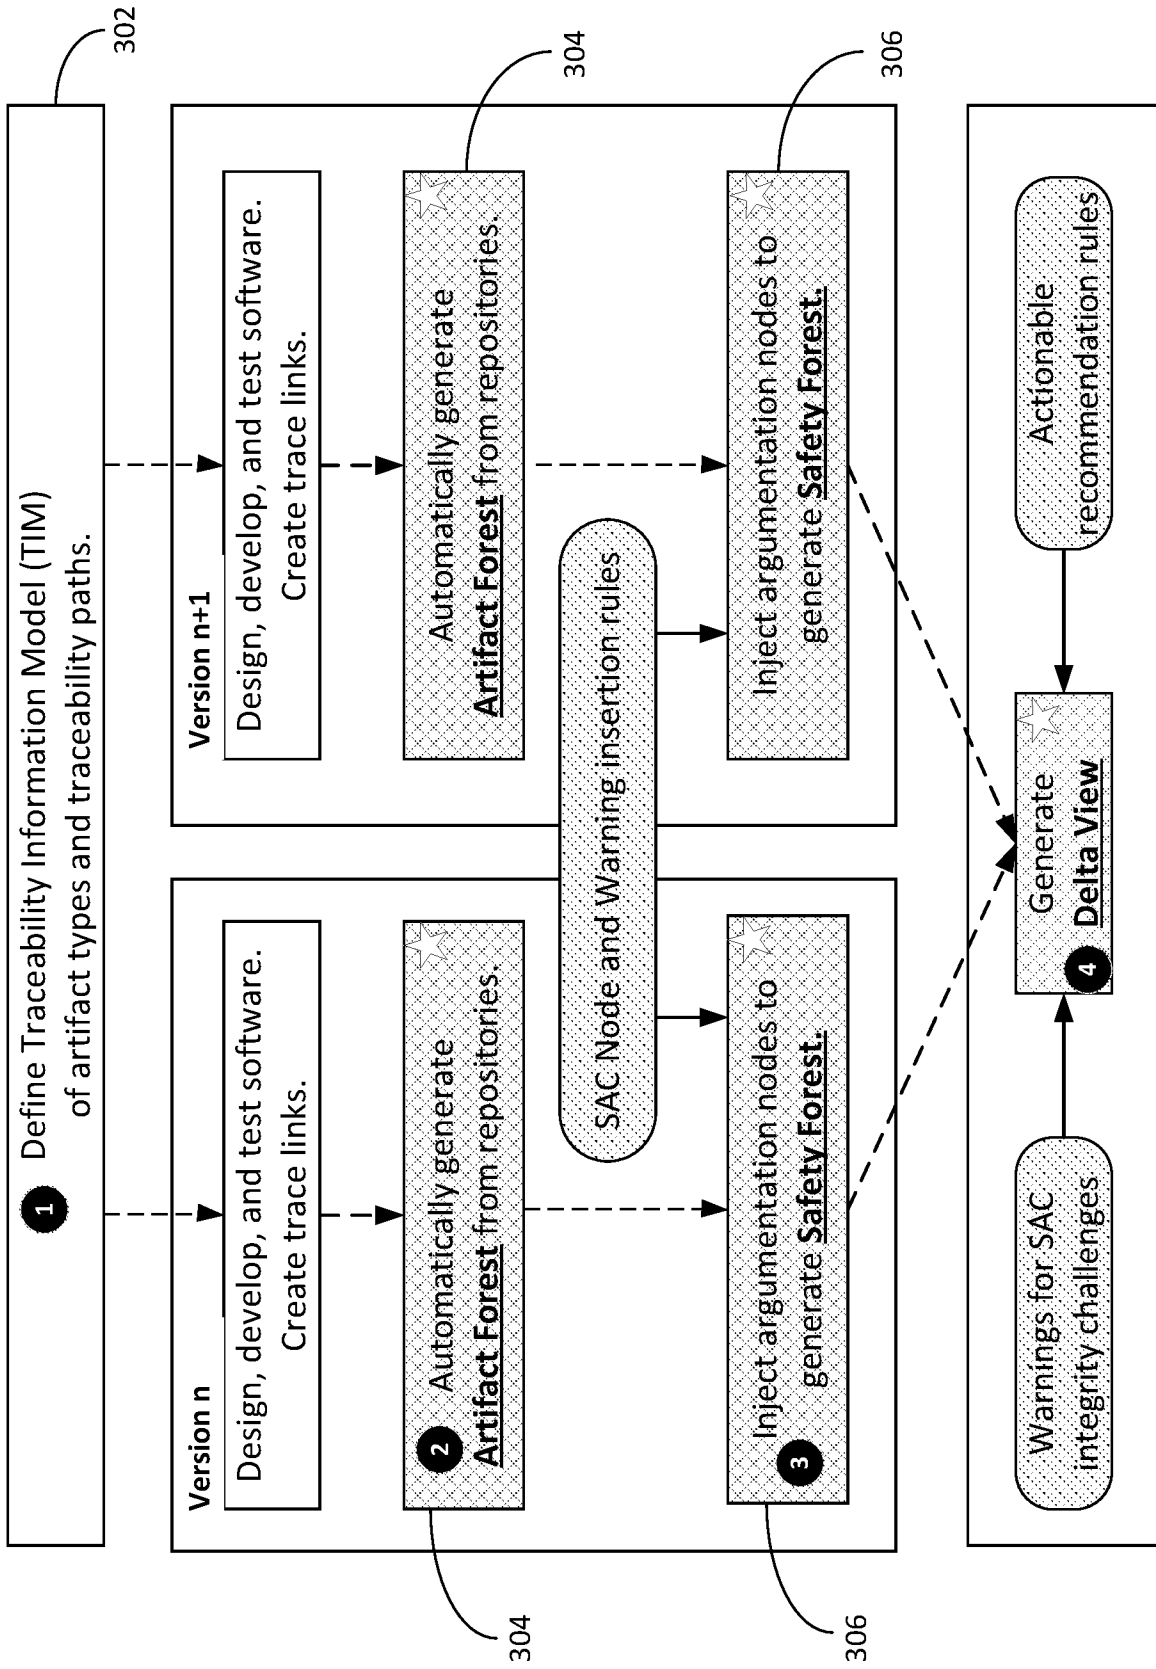 302
1 Define Traceability Information Model (TIM)
of artifact types and traceability paths.
Version n
Design, develop, and test software.
Create trace links.
304
2 Automatically generate
Artifact Forest from repositories.
306
3 Inject argumentation nodes to
generate Safety Forest.
SAC Node and Warning insertion rules
Version n+1
Design, develop, and test software.
Create trace links.
304
Automatically generate
Artifact Forest from repositories.
306
Inject argumentation nodes to
generate Safety Forest.
Warnings for SAC
integrity challenges
Generate
4 Delta View
Actionable
recommendation rules